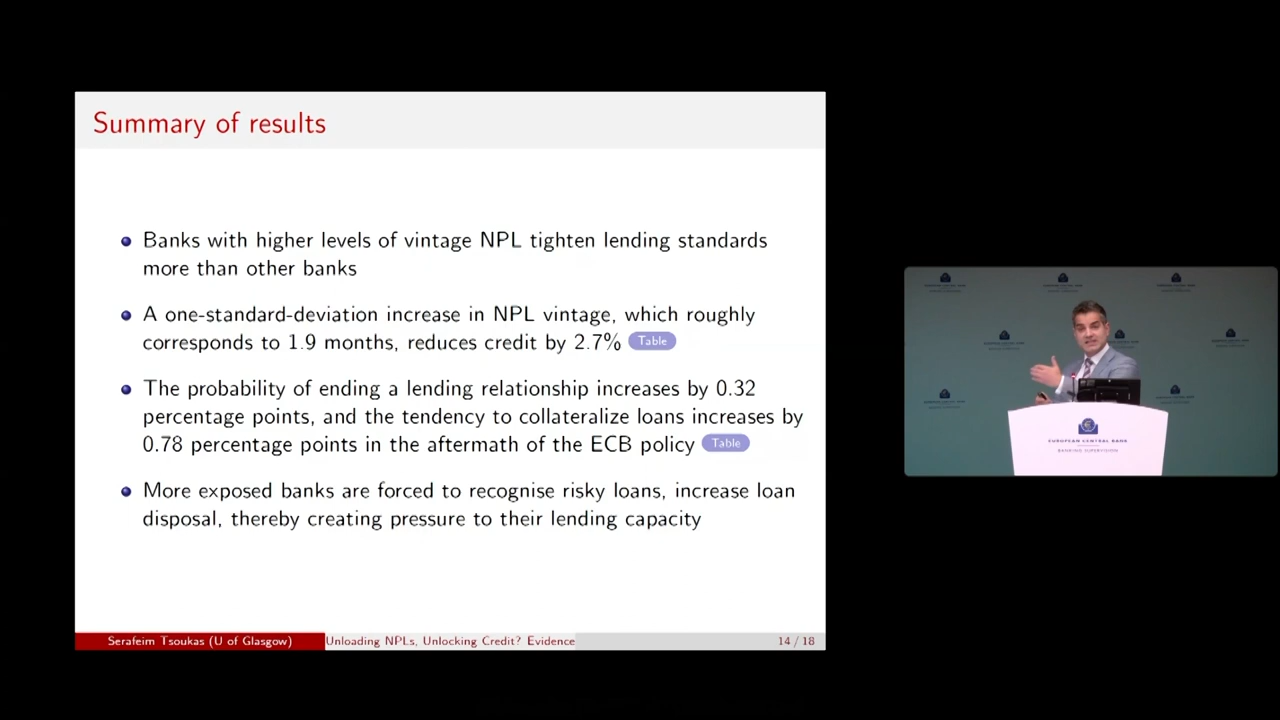 Summary of results
Banks with higher levels of vintage NPL tighten lending standards
more than other banks
A one-standard-deviation increase in NPL vintage, which roughly
corresponds to 1.9 months, reduces credit by 2.7% Table
The probability of ending a lending relationship increases by 0.32
percentage points, and the tendency to collateralize loans increases by
0.78 percentage points in the aftermath of the ECB policy Table
More exposed banks are forced to recognise risky loans, increase loan
disposal, thereby creating pressure to their lending capacity
Serafeim Tsoukas (U of Glasgow) Unloading NPLs, Unlocking Credit? Evidence 14 / 18
EUROPEAN CENTRAL BANK
BANKING SUPERVISION